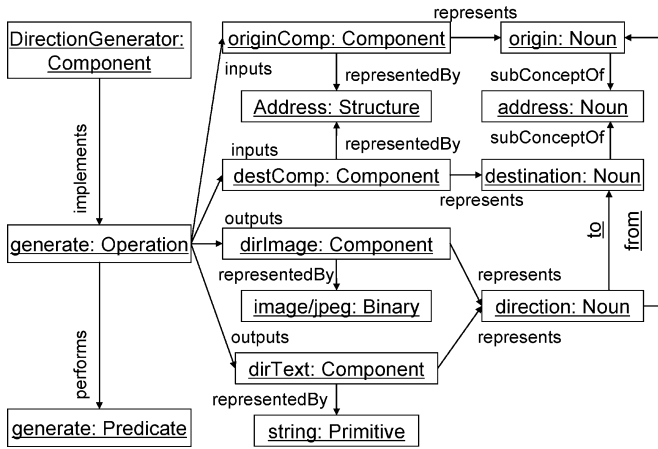 represents
DirectionGenerator:
Component
originComp: Component
origin: Noun
inputs
representedBy
subConceptOf
Address: Structure
address: Noun
inputs
representedBy
subConceptOf
implements
destComp: Component
destination: Noun
represents
outputs
to
from
generate: Operation
dirImage: Component
representedBy
represents
image/jpeg: Binary
direction: Noun
outputs
represents
performs
dirText: Component
representedBy
generate: Predicate
string: Primitive